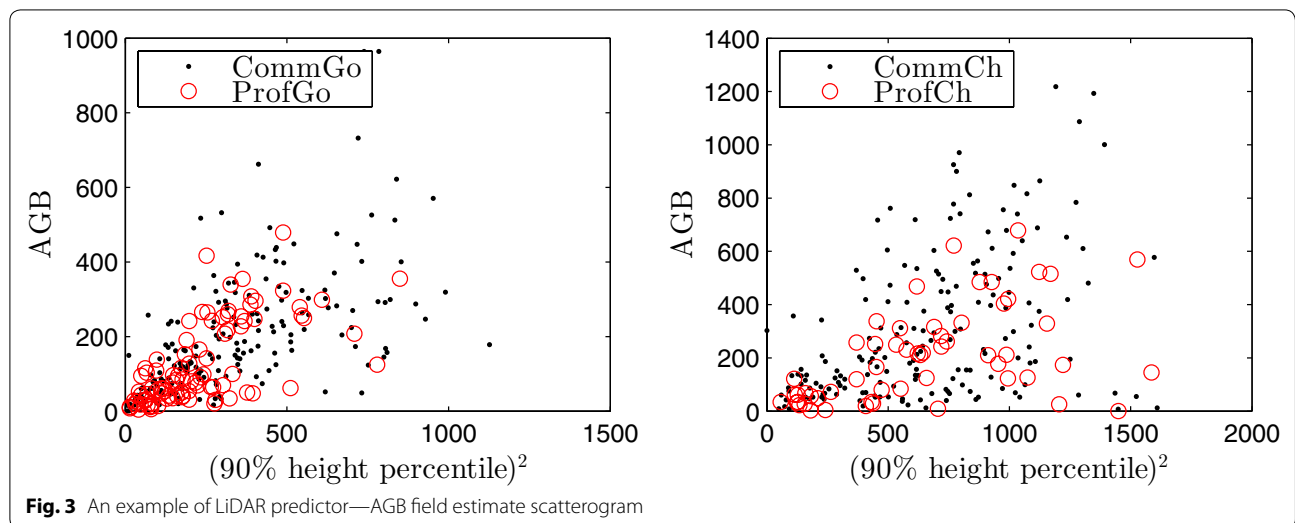 1000
800
600
400
200
0
AGB
CommGo
ProfGo
0 500 1000 1500
(90% height percentile)²
1400
1200
1000
800
600
400
200
0
AGB
CommCh
ProfCh
0 500 1000 1500 2000
(90% height percentile)²
Fig. 3 An example of LiDAR predictor—AGB field estimate scatterogram